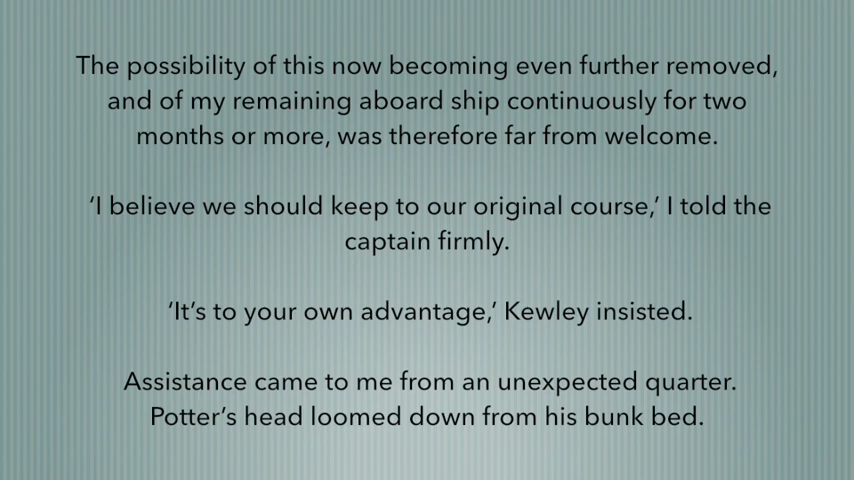 The possibility of this now becoming even further removed,
and of my remaining aboard ship continuously for two
months or more, was therefore far from welcome.
‘I believe we should keep to our original course,’ I told the
captain firmly.
‘It’s to your own advantage,’ Kewley insisted.
Assistance came to me from an unexpected quarter.
Potter’s head loomed down from his bunk bed.